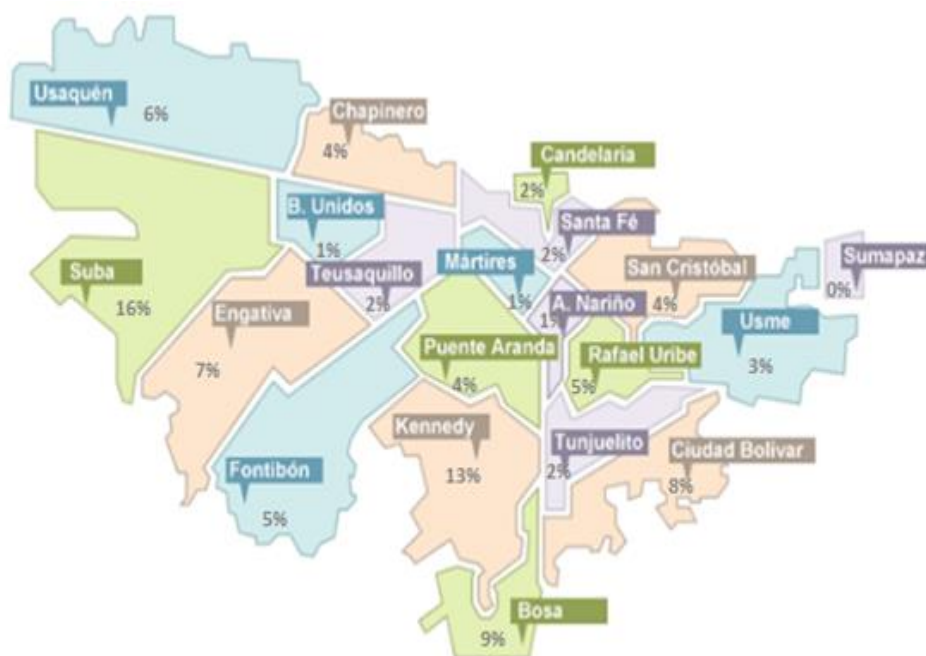 Usaquén
6%
Chapinero
4%
Candelaria
2%
B. Unidos
1%
Santa Fé
2%
Suba
16%
Teusaquillo
2%
Mártires
1%
San Cristóbal
4%
Sumapaz
0%
Engativa
7%
A. Nariño
1%
Usme
3%
Puente Aranda
4%
Rafael Uribe
5%
Kennedy
13%
Tunjuelito
2%
Ciudad Bolívar
8%
Fontibón
5%
Bosa
9%